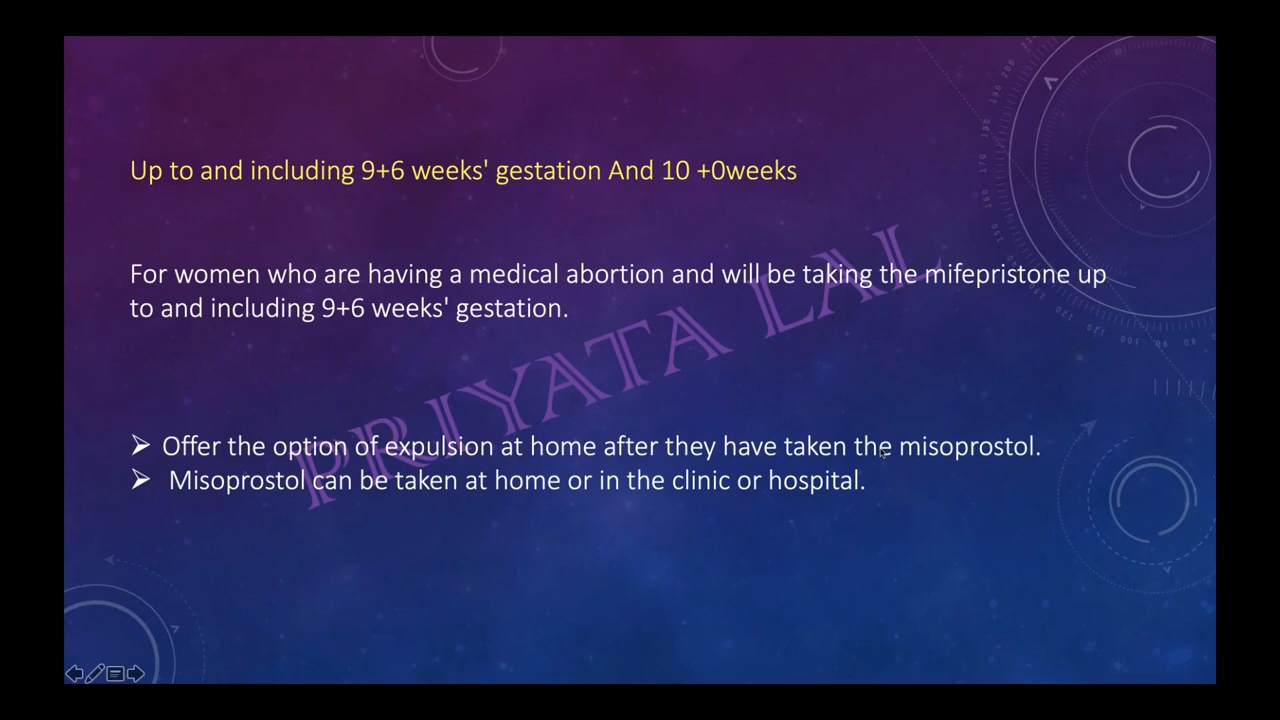 Up to and including 9+6 weeks' gestation And 10 +0weeks
For women who are having a medical abortion and will be taking the mifepristone up
to and including 9+6 weeks' gestation.
PRIYATA LAL
➢ Offer the option of expulsion at home after they have taken the misoprostol.
➢ Misoprostol can be taken at home or in the clinic or hospital.